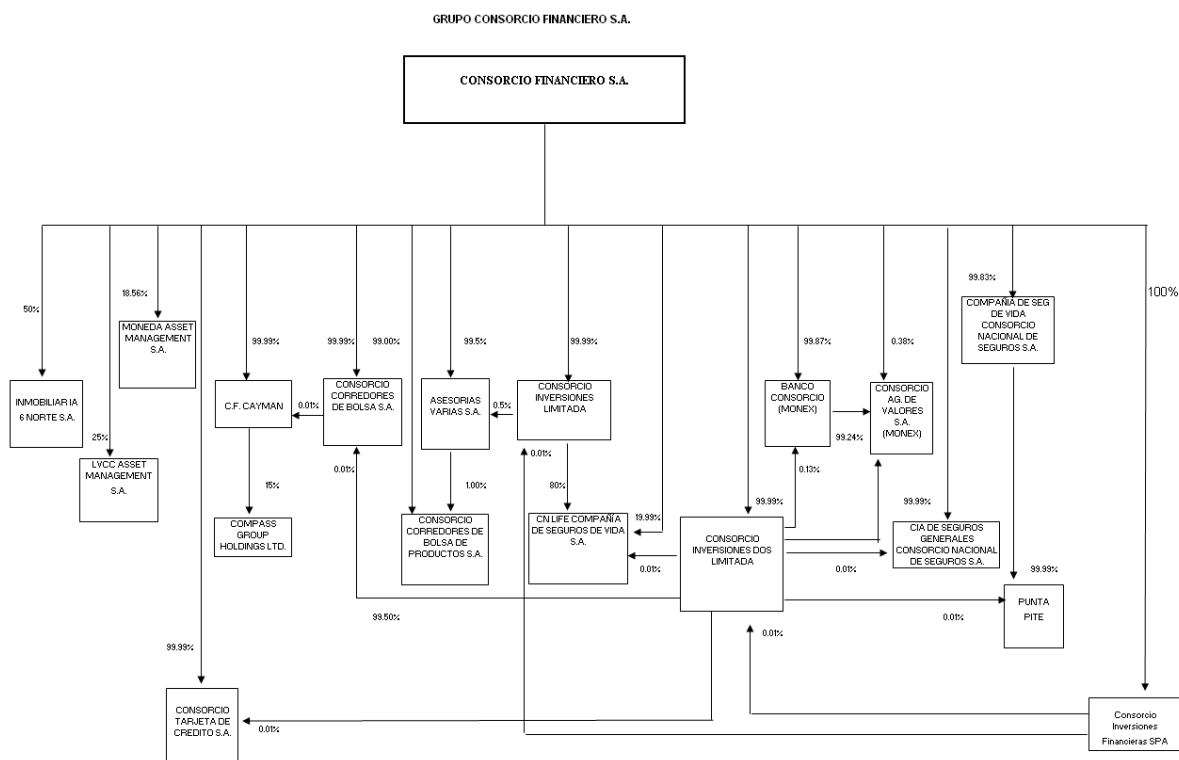 GRUPO CONSORCIO FINANCIERO S.A.
CONSORCIO FINANCIERO S.A.
50%
18.56%
MONEDA ASSET
MANAGEMENT
S.A.
99.99%
99.99%
99.00%
99.5%
99.99%
99.87%
0.38%
99.83%
COMPAÑIA DE SEG
DE VIDA
CONSORCIO
NACIONAL DE
SEGUROS S.A.
100%
INMOBILIAR IA
6 NORTE S.A.
25%
LVCC ASSET
MANAGEMENT
S.A.
C.F. CAYMAN
0.01%
CONSORCIO
CORREDORES
DE BOLSA S.A.
ASESORIAS
VARIAS S.A.
0.5%
CONSORCIO
INVERSIONES
LIMITADA
BANCO
CONSORCIO
(MONEX)
99.24%
CONSORCIO
AG. DE
VALORES
S.A.
(MONEX)
15%
0.01%
1.00%
0.01%
80%
0.13%
COMPASS
GROUP
HOLDINGS LTD.
CONSORCIO
CORREDORES DE
BOLSA DE
PRODUCTOS S.A.
CN LIFE COMPAÑIA
DE SEGUROS DE VIDA
S.A.
19.99%
0.01%
99.99%
CONSORCIO
INVERSIONES DOS
LIMITADA
99.99%
CIA DE SEGUROS
GENERALES
CONSORCIO NACIONAL
DE SEGUROS S.A.
0.01%
99.99%
PUNTA
PITE
0.01%
99.50%
0.01%
99.99%
CONSORCIO
TARJETA DE
CREDITO S.A.
0.01%
Consorcio
Inversiones
Financieras SPA